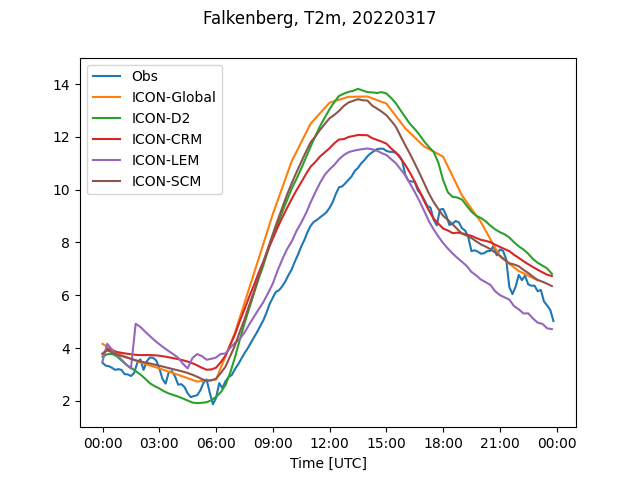 Falkenberg, T2m, 20220317
Obs
ICON-Global
ICON-D2
ICON-CRM
ICON-LEM
ICON-SCM
14
12
10
8
6
4
2
00:00 03:00 06:00 09:00 12:00 15:00 18:00 21:00 00:00
Time [UTC]